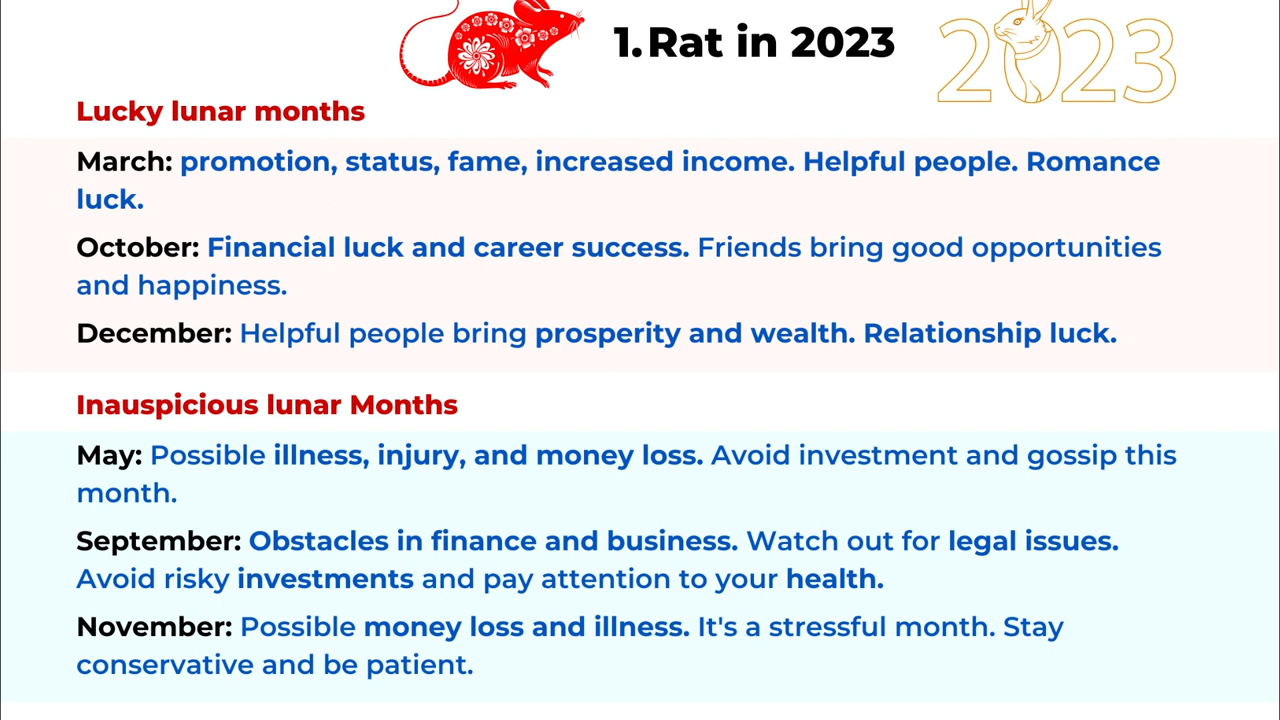 1. Rat in 2023
2023
Lucky lunar months
March: promotion, status, fame, increased income. Helpful people. Romance
luck.
October: Financial luck and career success. Friends bring good opportunities
and happiness.
December: Helpful people bring prosperity and wealth. Relationship luck.
Inauspicious lunar Months
May: Possible illness, injury, and money loss. Avoid investment and gossip this
month.
September: Obstacles in finance and business. Watch out for legal issues.
Avoid risky investments and pay attention to your health.
November: Possible money loss and illness. It's a stressful month. Stay
conservative and be patient.